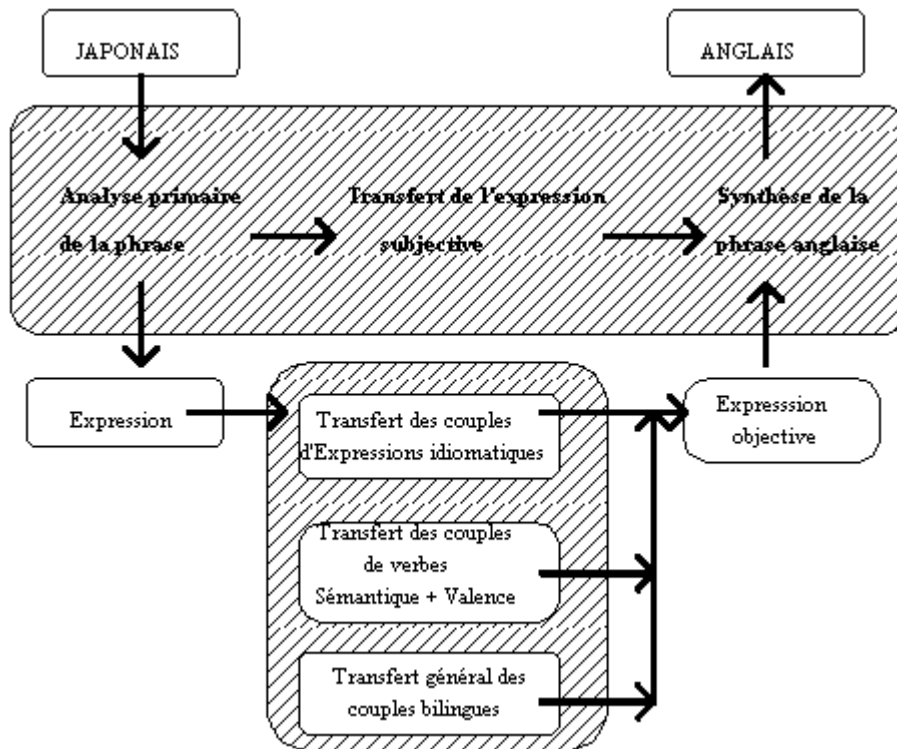 JAPONAIS
ANGLAIS
Analyse primaire
de la phrase
Transfert de l'expression
subjective
Synthèse de la
phrase anglaise
Expression
Transfert des couples
d'Expressions idiomatiques
Expresssion
objective
Transfert des couples
de verbes
Sémantique + Valence
Transfert général des
couples bilingues